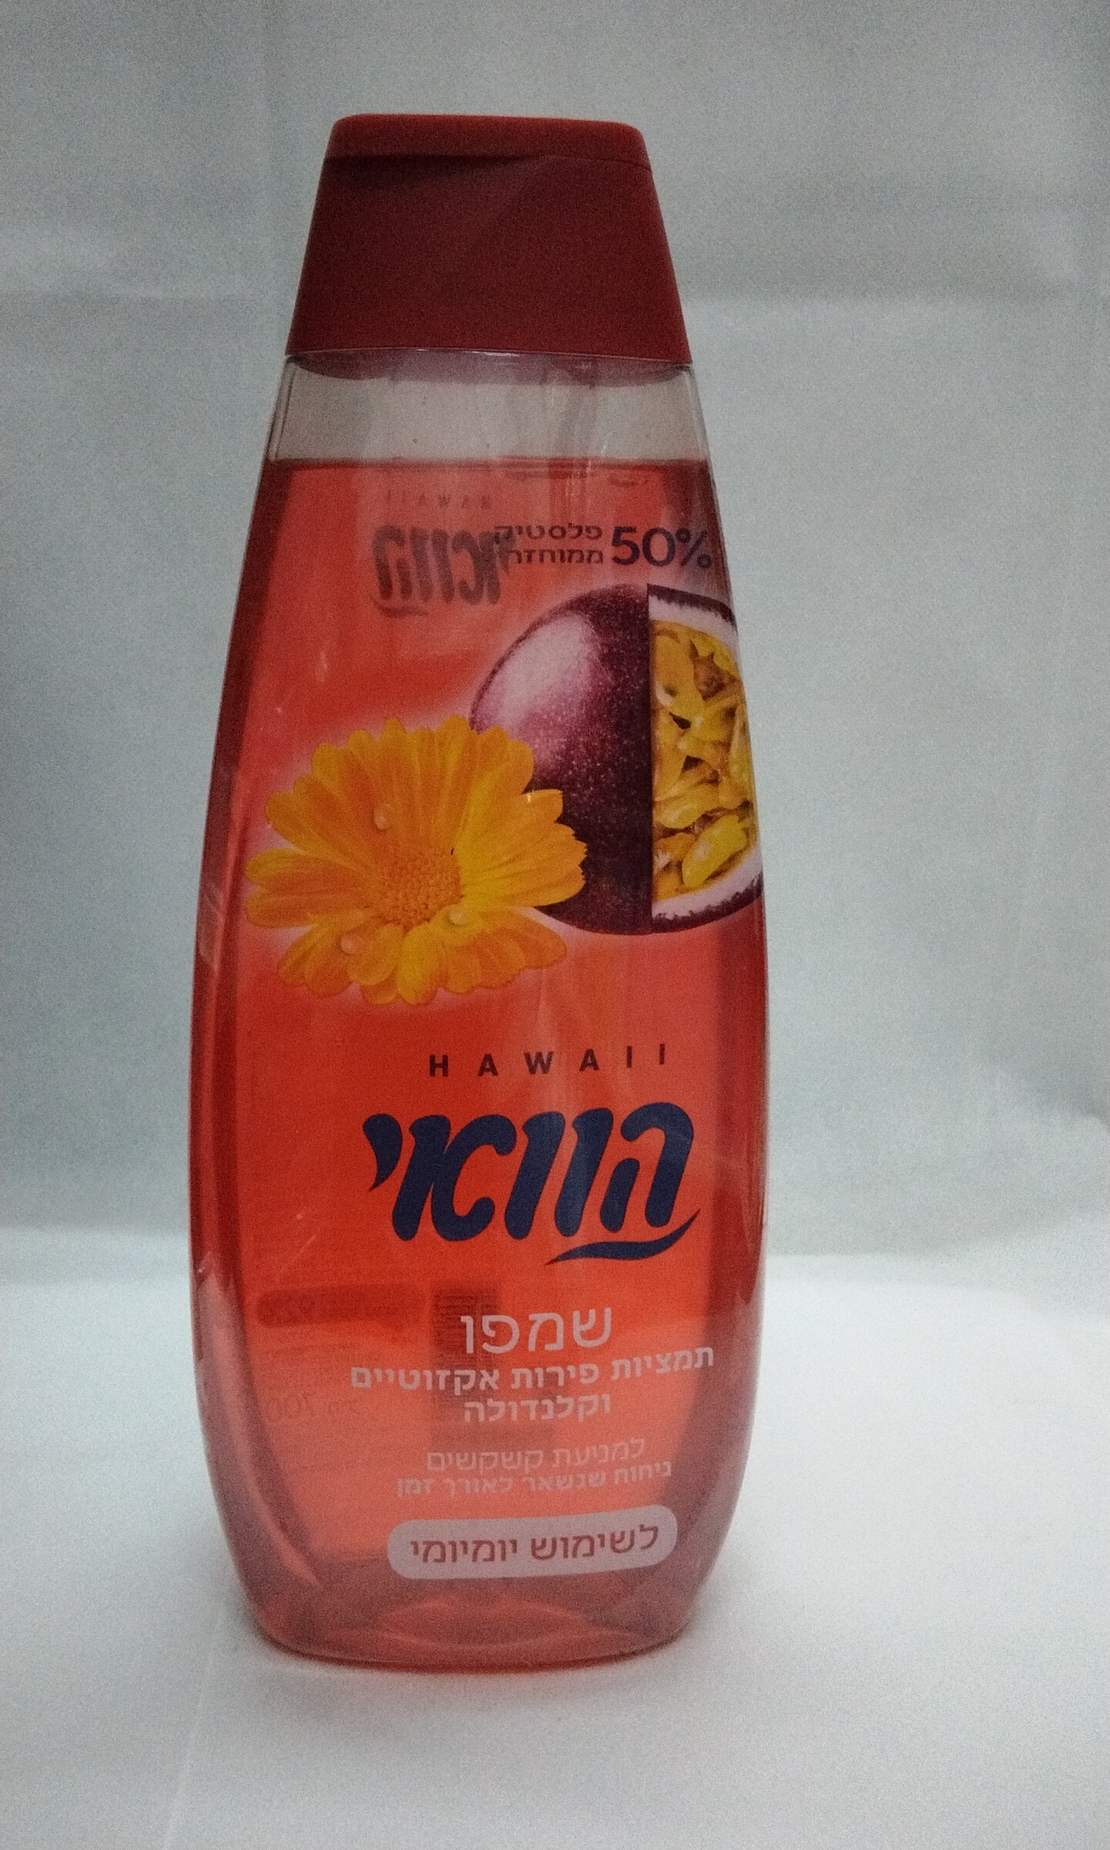 פלסטיק 50%
ממוחזר
HAWAII
הוואי
שמפו
תמציות פירות אקזוטיים
וקלנדולה
למניעת קשקשים
ניחוח שנשאר לאורך זמן
לשימוש יומיומי